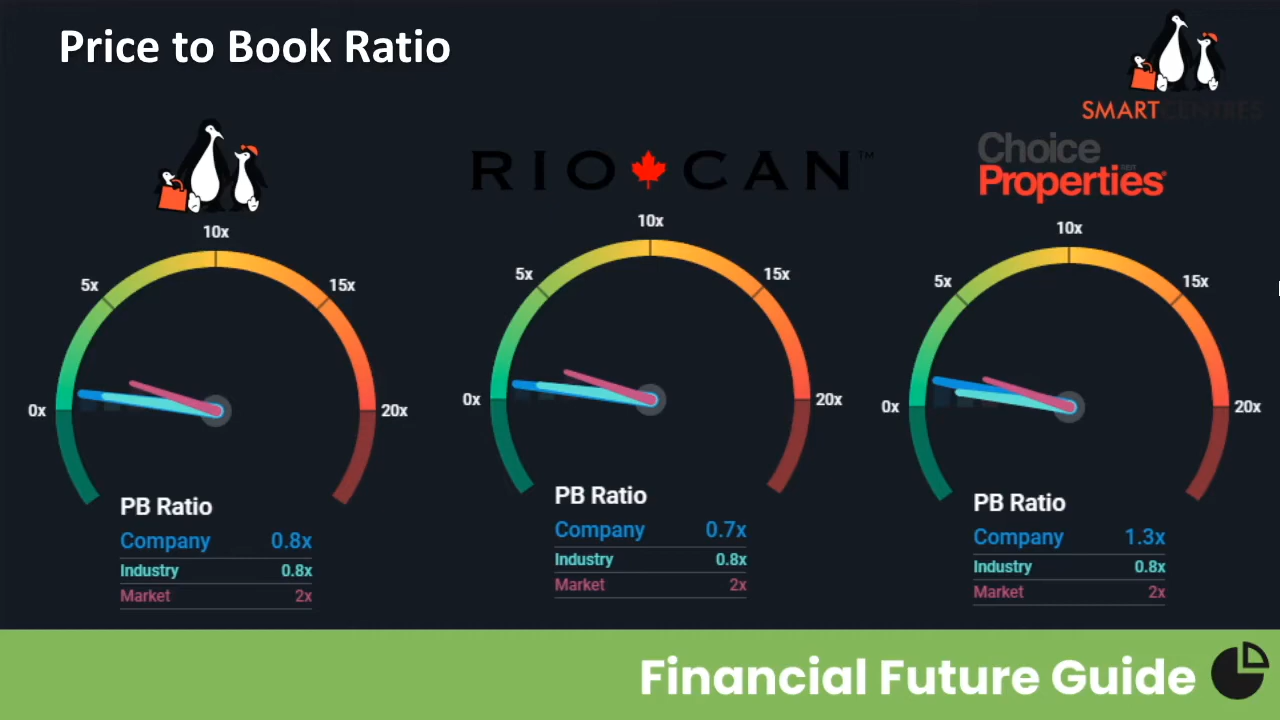 Price to Book Ratio
SMARTCENTRES
RIOCAN™
Choice
Properties
10x
5x
15x
0x
20x
PB Ratio
Company 0.8x
Industry 0.8x
Market 2x
10x
5x
15x
0x
20x
PB Ratio
Company 0.7x
Industry 0.8x
Market 2x
10x
5x
15x
0x
20x
PB Ratio
Company 1.3x
Industry 0.8x
Market 2x
Financial Future Guide